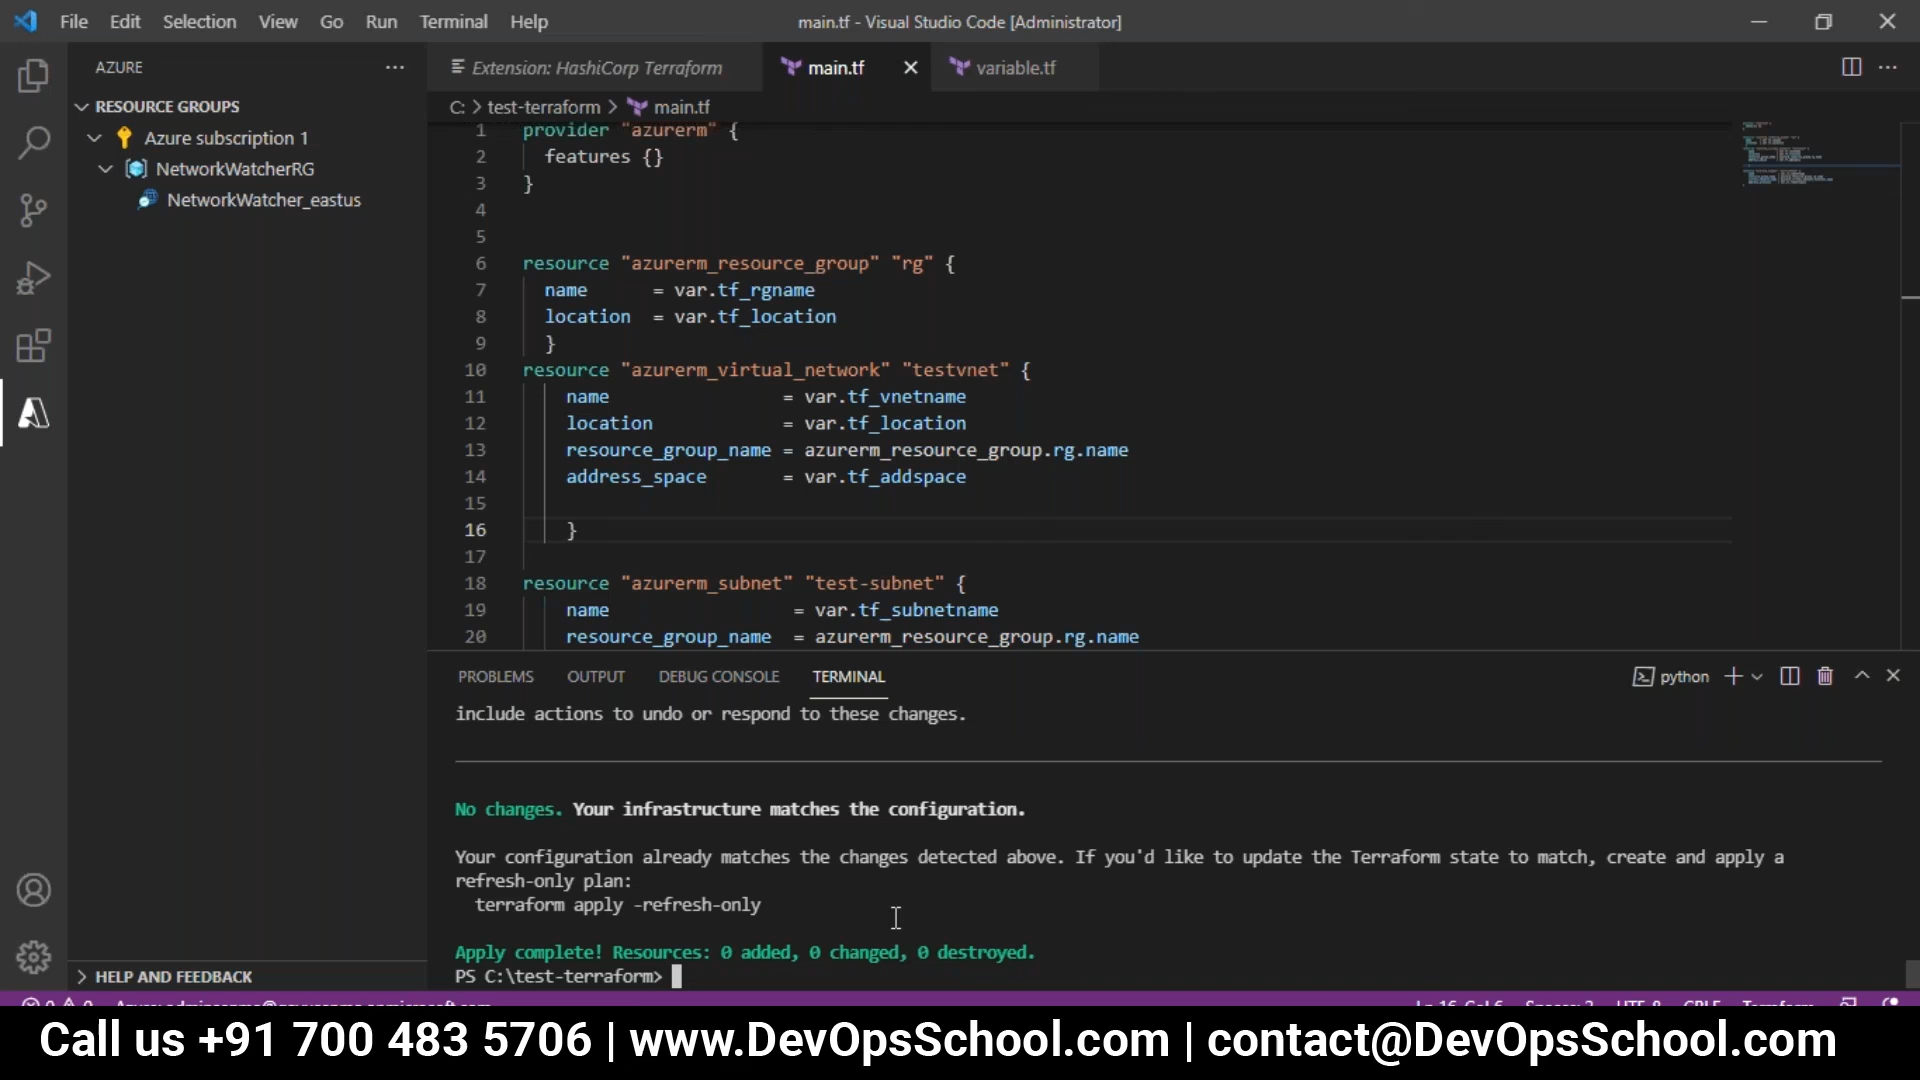 File Edit Selection View Go Run Terminal Help
main.tf - Visual Studio Code [Administrator]
AZURE
RESOURCE GROUPS
Azure subscription 1
NetworkWatcherRG
NetworkWatcher_eastus
HELP AND FEEDBACK
Extension: HashiCorp Terraform
main.tf
variable.tf
C: > test-terraform > main.tf
1 provider "azurerm" {
2 features {}
3 }
4
5
6 resource "azurerm_resource_group" "rg" {
7 name = var.tf_rgname
8 location = var.tf_location
9 }
10 resource "azurerm_virtual_network" "testvnet" {
11 name = var.tf_vnetname
12 location = var.tf_location
13 resource_group_name = azurerm_resource_group.rg.name
14 address_space = var.tf_addspace
15
16 }
17
18 resource "azurerm_subnet" "test-subnet" {
19 name = var.tf_subnetname
20 resource_group_name = azurerm_resource_group.rg.name
PROBLEMS OUTPUT DEBUG CONSOLE TERMINAL
python
include actions to undo or respond to these changes.
No changes. Your infrastructure matches the configuration.
Your configuration already matches the changes detected above. If you'd like to update the Terraform state to match, create and apply a
refresh-only plan:
terraform apply -refresh-only
Apply complete! Resources: 0 added, 0 changed, 0 destroyed.
PS C:\test-terraform>
Call us +91 700 483 5706 | www.DevOpsSchool.com | contact@DevOpsSchool.com